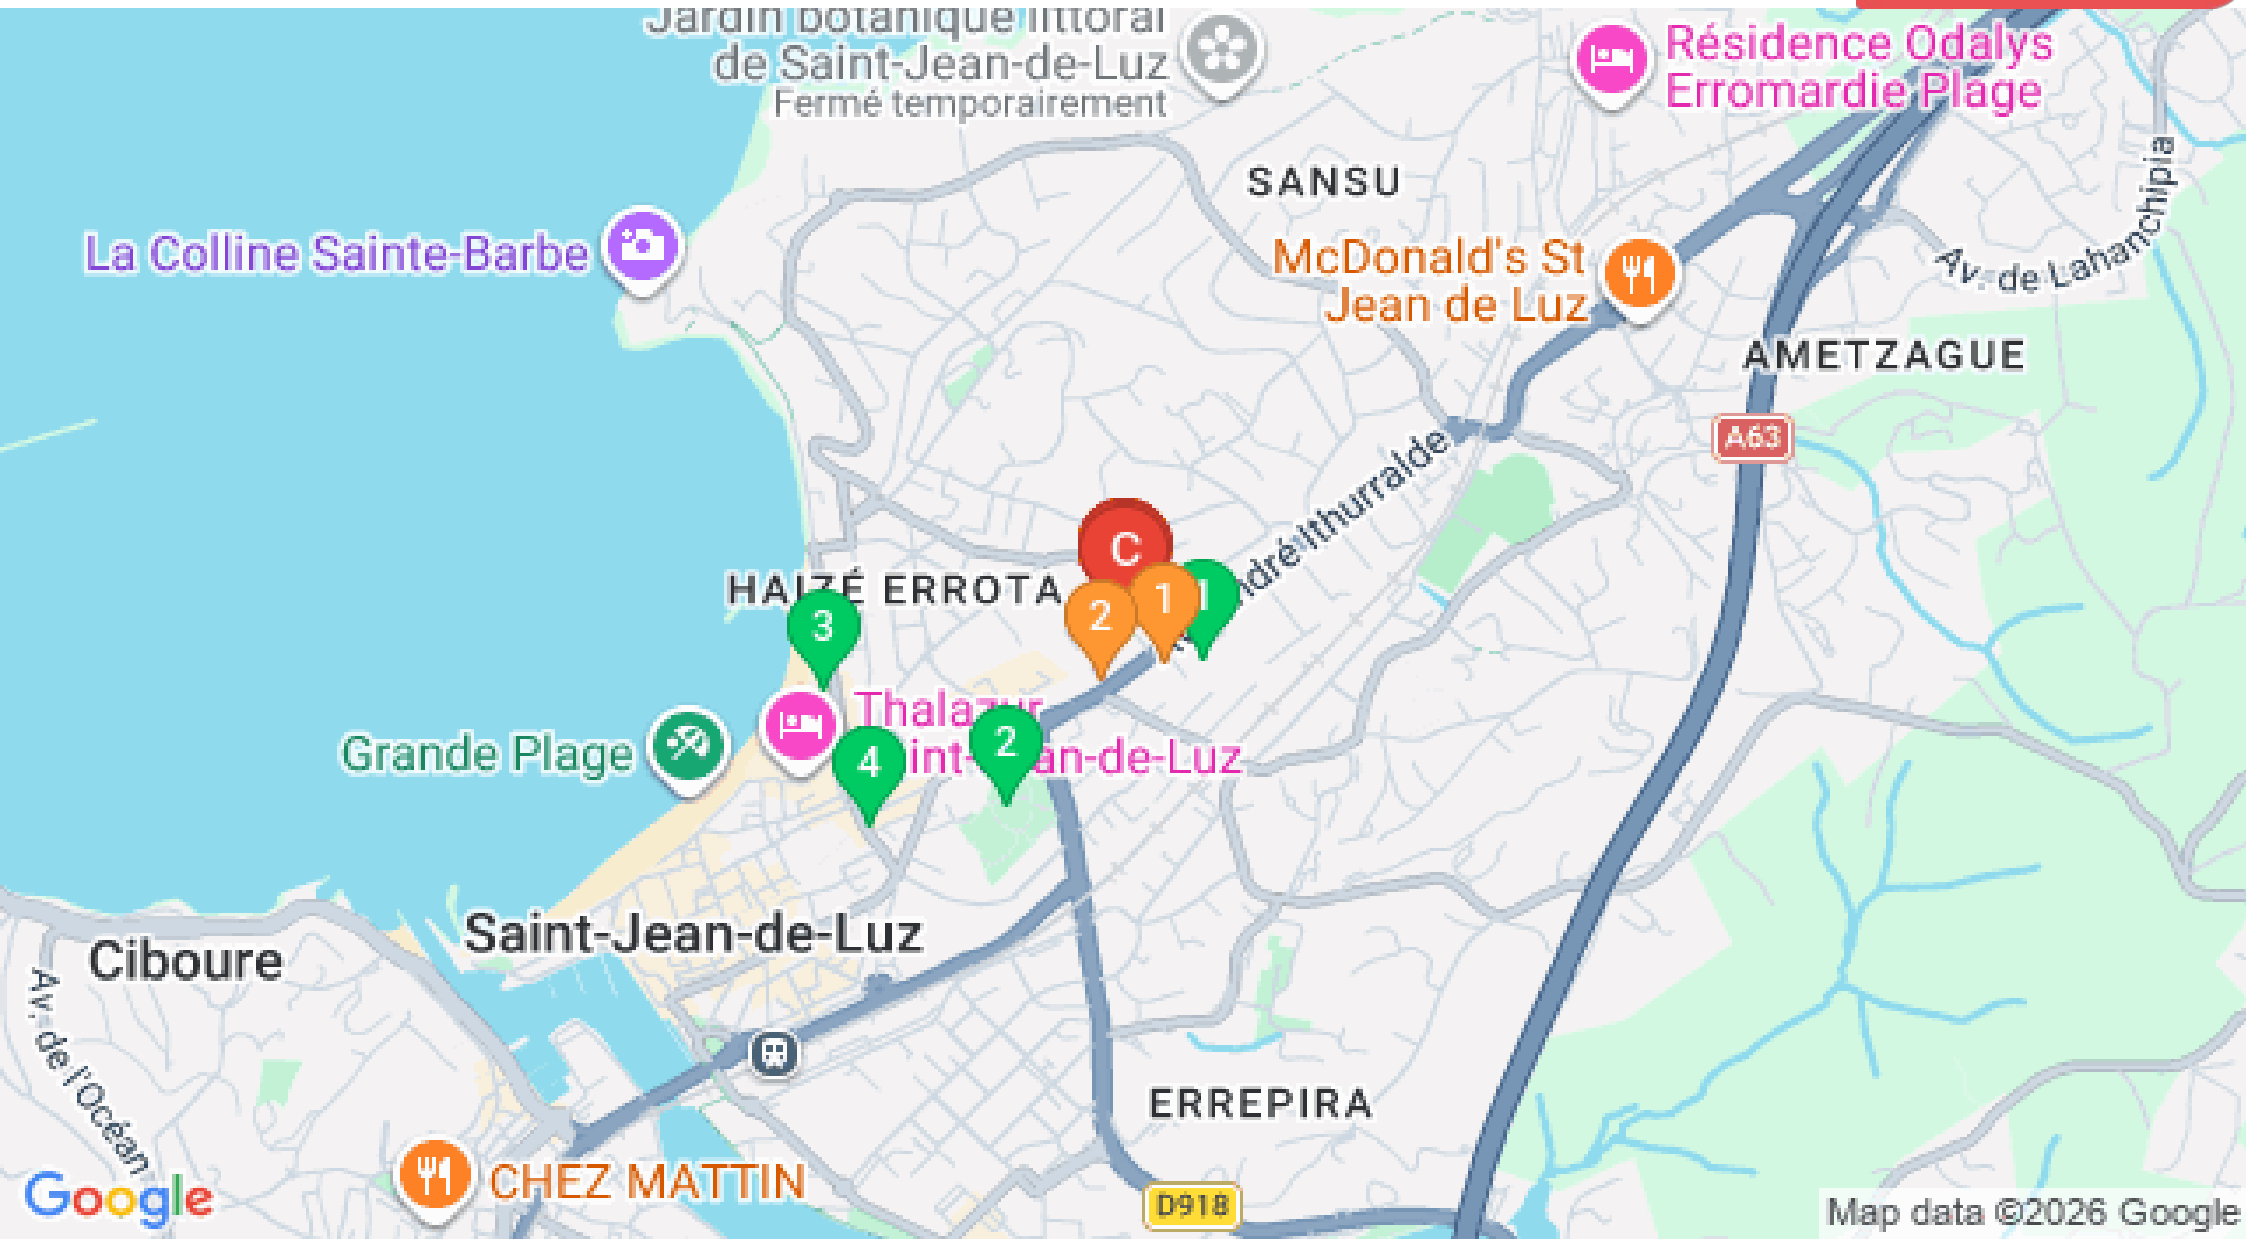 Jardin botanique littoral
de Saint-Jean-de-Luz
Fermé temporairement
Résidence Odalys
Erromardie Plage
SANSU
La Colline Sainte-Barbe
McDonald's St
Jean de Luz
Av. de Lahanchipia
AMETZAGUE
A63
C
HAIZÉ ERROTA
1
1
2
3
Thalazur
2
4
Grande Plage
Saint-Jean-de-Luz
Ciboure
Av. de l'Océan
ERREPIRA
CHEZ MATTIN
D918
Google
Map data ©2026 Google